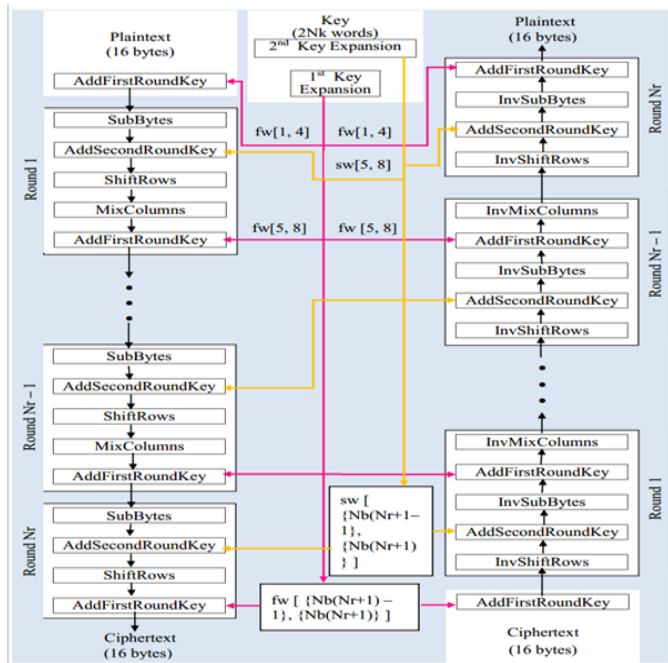 Plaintext
(16 bytes)
AddFirstRoundKey
Round 1
SubBytes
AddSecondRoundKey
ShiftRows
MixColumns
AddFirstRoundKey
Round Nr – 1
SubBytes
AddSecondRoundKey
ShiftRows
MixColumns
AddFirstRoundKey
Round Nr
SubBytes
AddSecondRoundKey
ShiftRows
AddFirstRoundKey
Ciphertext
(16 bytes)
Key
(2Nk words)
2nd Key Expansion
1st Key
Expansion
fw[1, 4]
fw[1, 4]
sw[5, 8]
fw[5, 8]
fw [5, 8]
sw [
{Nb(Nr+1–
1},
{Nb(Nr+1)
} ]
fw [ {Nb(Nr+1) –
1}, {Nb(Nr+1)} ]
Plaintext
(16 bytes)
Round Nr
AddFirstRoundKey
InvSubBytes
AddSecondRoundKey
InvShiftRows
Round Nr – 1
InvMixColumns
AddFirstRoundKey
InvSubBytes
AddSecondRoundKey
InvShiftRows
Round 1
InvMixColumns
AddFirstRoundKey
InvSubBytes
AddSecondRoundKey
InvShiftRows
AddFirstRoundKey
Ciphertext
(16 bytes)